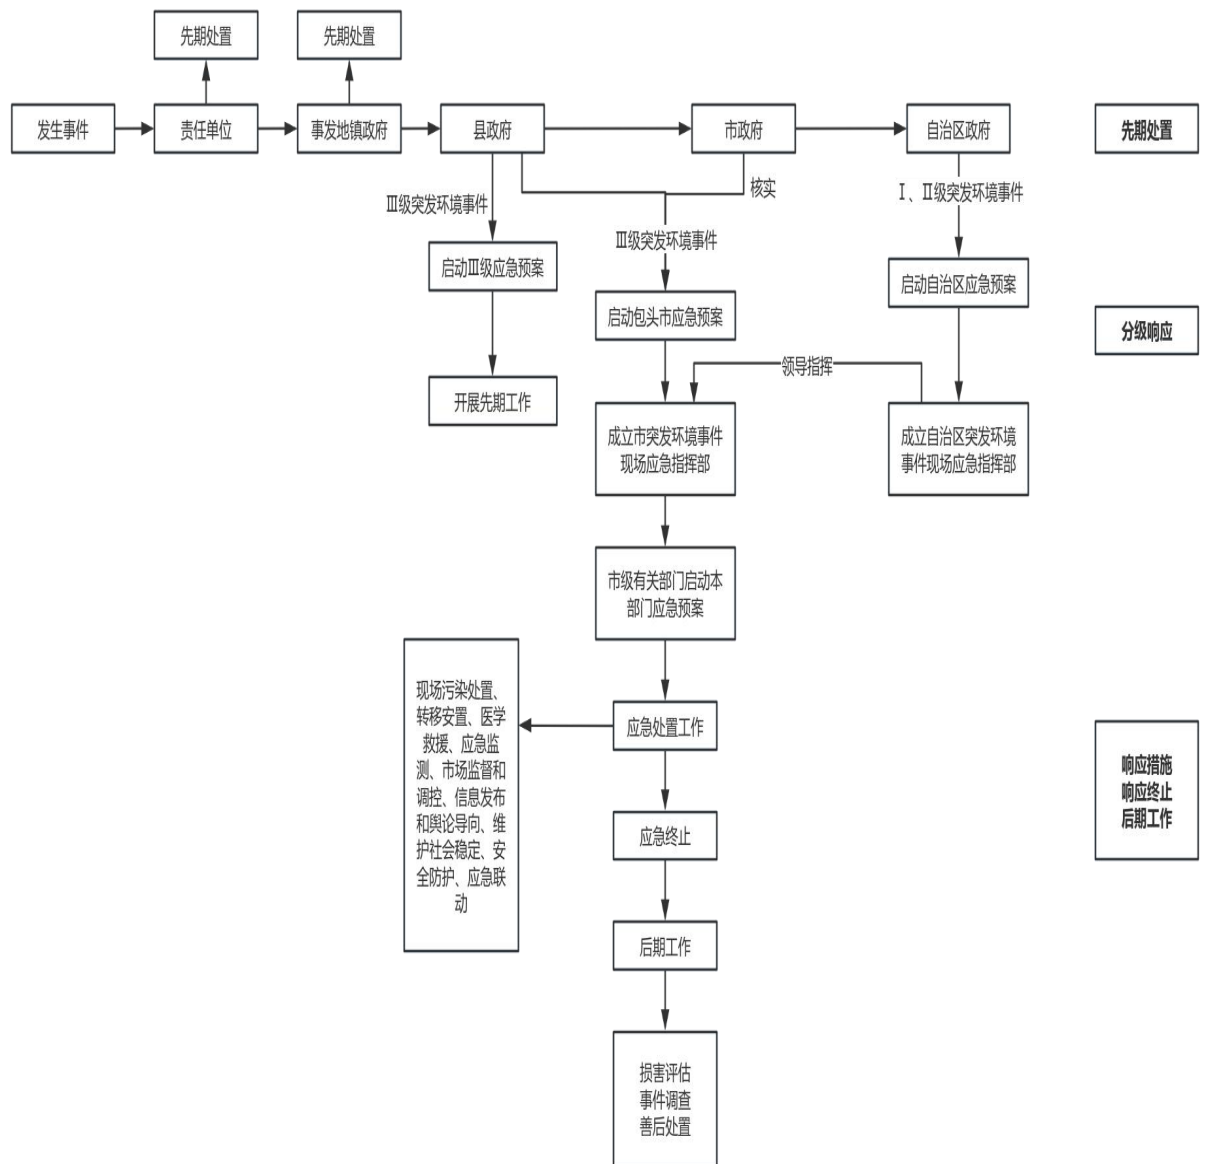 先期处置
先期处置
发生事件
责任单位
事发地镇政府
县政府
市政府
自治区政府
先期处置
核实
Ⅲ级突发环境事件
Ⅰ、Ⅱ级突发环境事件
Ⅲ级突发环境事件
启动Ⅲ级应急预案
启动自治区应急预案
启动包头市应急预案
分级响应
领导指挥
开展先期工作
成立市突发环境事件
现场应急指挥部
成立自治区突发环境
事件现场应急指挥部
市级有关部门启动本
部门应急预案
现场污染处置、
转移安置、医学
救援、应急监
测、市场监督和
调控、信息发布
和舆论导向、维
护社会稳定、安
全防护、应急联
动
应急处置工作
响应措施
响应终止
后期工作
应急终止
后期工作
损害评估
事件调查
善后处置